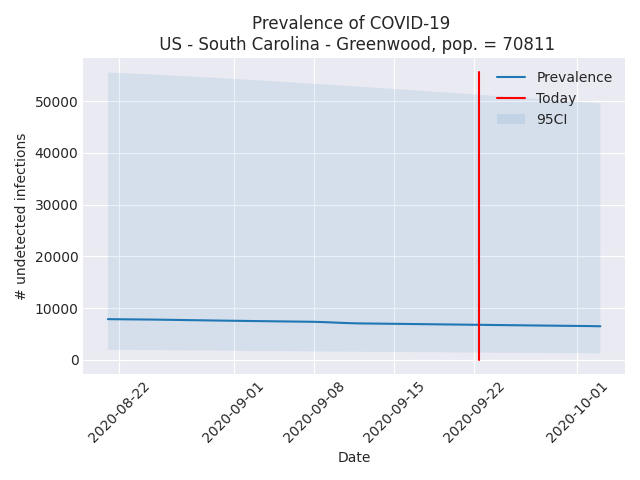 Prevalence of COVID-19
US - South Carolina - Greenwood, pop. = 70811
Prevalence
Today
95CI
# undetected infections
50000
40000
30000
20000
10000
0
2020-08-22
2020-09-01
2020-09-08
2020-09-15
2020-09-22
2020-10-01
Date